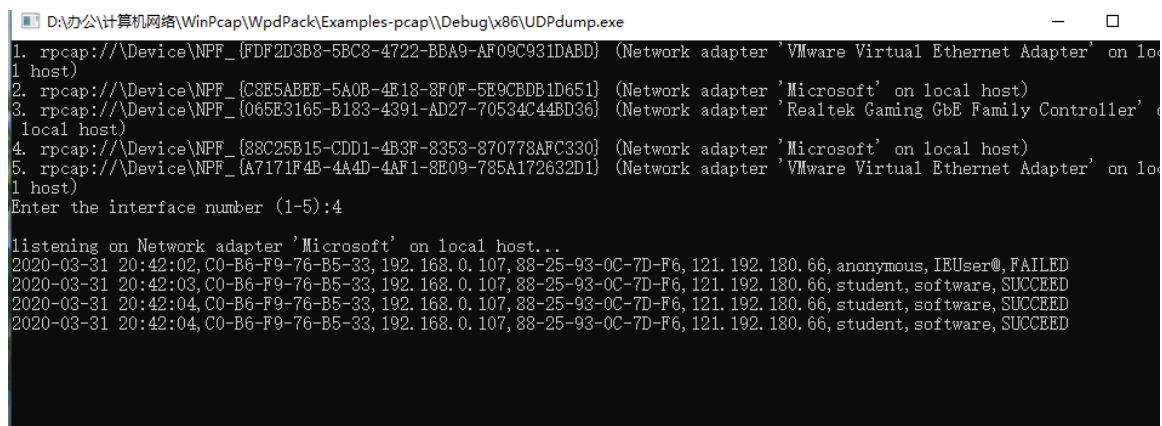 D:\办公\计算机网络\WinPcap\WpdPack\Examples-pcap\\Debug\x86\UDPdump.exe
1. rpcap://\Device\NPF_{FDF2D3B8-5BC8-4722-BBA9-AF09C931DABD} (Network adapter 'VMware Virtual Ethernet Adapter' on loc
l host)
2. rpcap://\Device\NPF_{C8E5ABEE-5A0B-4E18-8F0F-5E9CBDB1D651} (Network adapter 'Microsoft' on local host)
3. rpcap://\Device\NPF_{065E3165-B183-4391-AD27-70534C44BD36} (Network adapter 'Realtek Gaming GbE Family Controller'
local host)
4. rpcap://\Device\NPF_{88C25B15-CDD1-4B3F-8353-870778AFC330} (Network adapter 'Microsoft' on local host)
5. rpcap://\Device\NPF_{A7171F4B-4A4D-4AF1-8E09-785A172632D1} (Network adapter 'VMware Virtual Ethernet Adapter' on loc
l host)
Enter the interface number (1-5):4
listening on Network adapter 'Microsoft' on local host...
2020-03-31 20:42:02,C0-B6-F9-76-B5-33,192.168.0.107,88-25-93-0C-7D-F6,121.192.180.66,anonymous,IEUser@,FAILED
2020-03-31 20:42:03,C0-B6-F9-76-B5-33,192.168.0.107,88-25-93-0C-7D-F6,121.192.180.66,student,software,SUCCEED
2020-03-31 20:42:04,C0-B6-F9-76-B5-33,192.168.0.107,88-25-93-0C-7D-F6,121.192.180.66,student,software,SUCCEED
2020-03-31 20:42:04,C0-B6-F9-76-B5-33,192.168.0.107,88-25-93-0C-7D-F6,121.192.180.66,student,software,SUCCEED